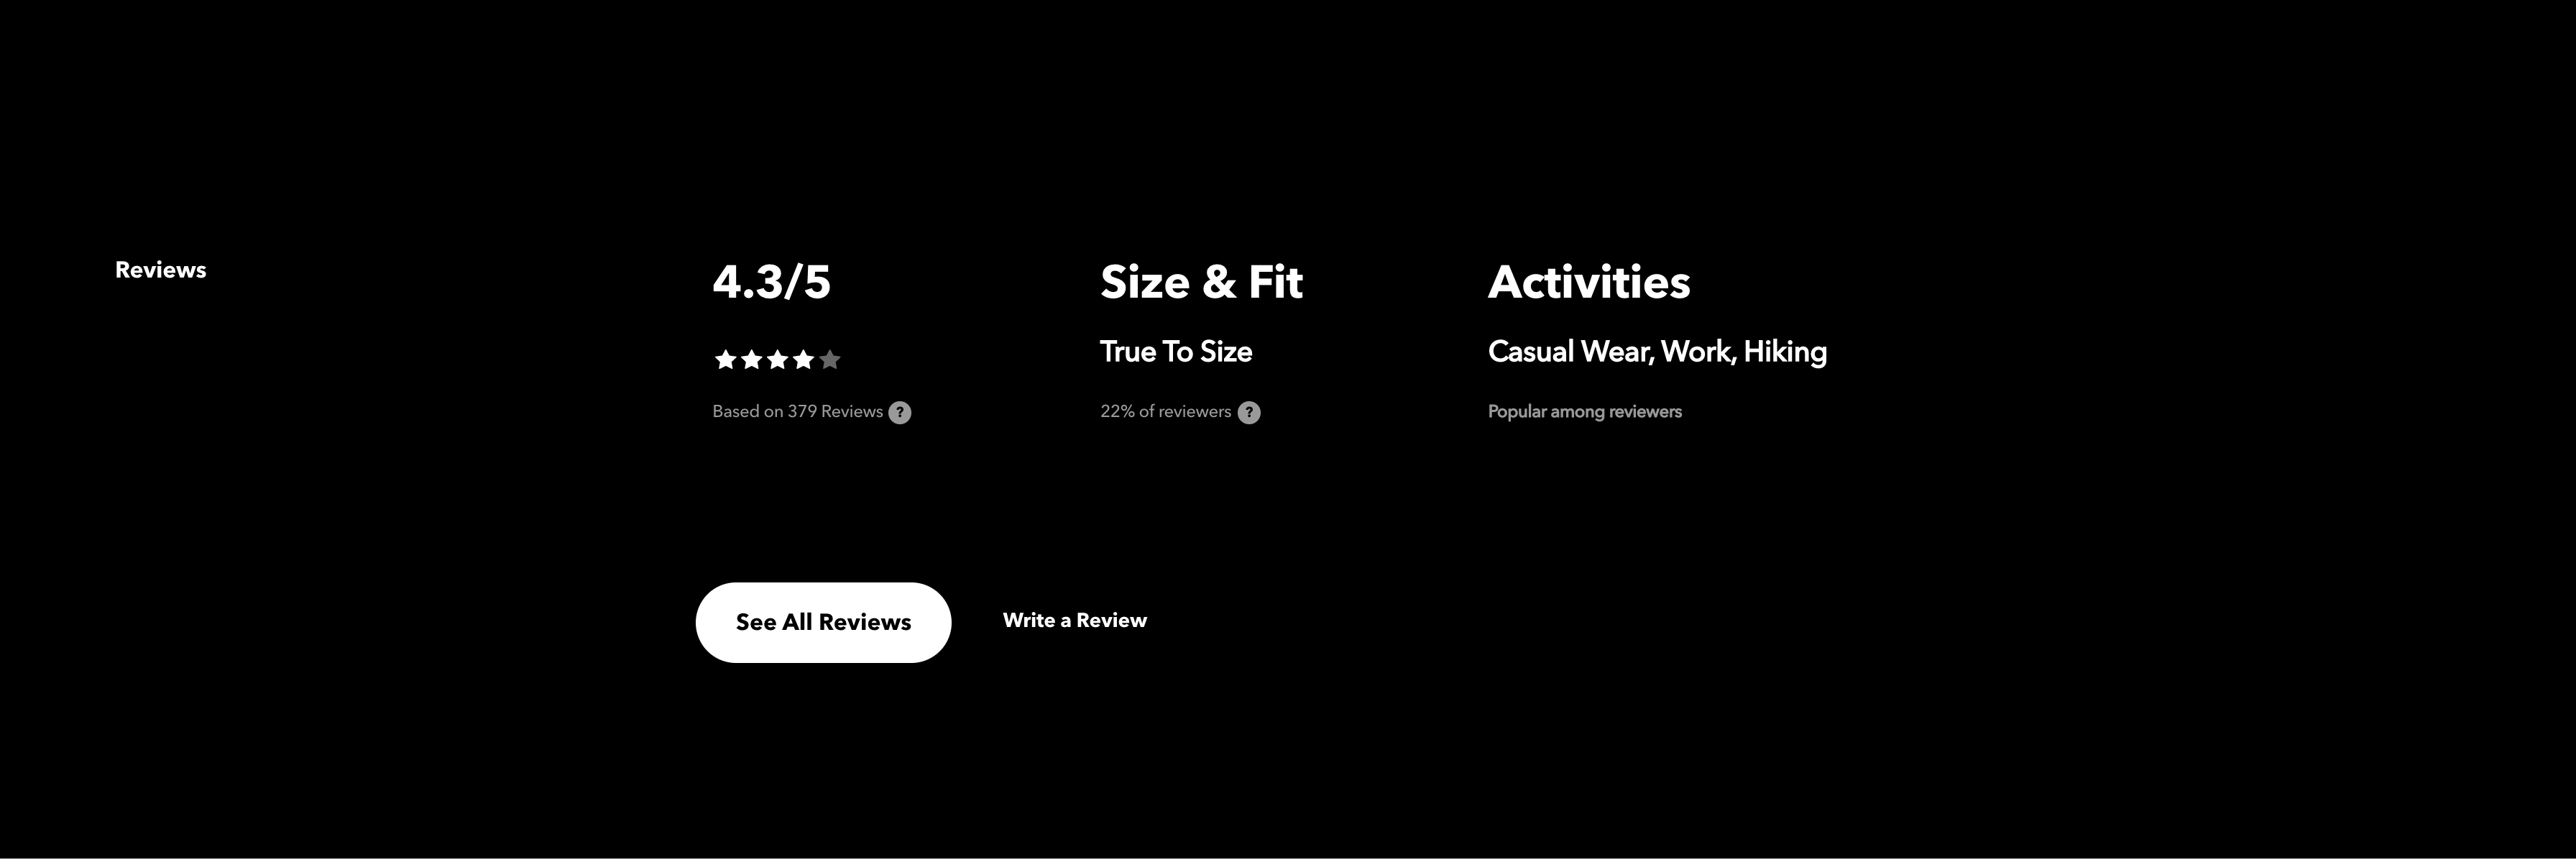 Reviews
4.3/5
Based on 379 Reviews ?
Size & Fit
True To Size
22% of reviewers ?
Activities
Casual Wear, Work, Hiking
Popular among reviewers
See All Reviews
Write a Review